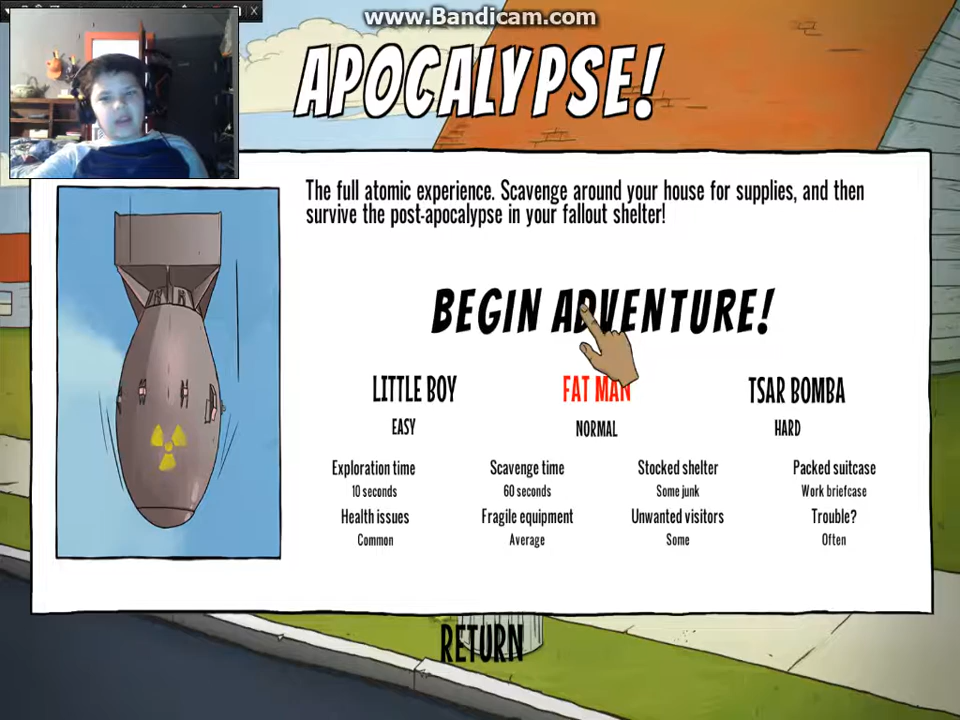 www.Bandicam.com
APOCALYPSE!
The full atomic experience. Scavenge around your house for supplies, and then
survive the post-apocalypse in your fallout shelter!
BEGIN ADVENTURE!
LITTLE BOY FAT MAN TSAR BOMBA
EASY NORMAL HARD
Exploration time Scavenge time Stocked shelter Packed suitcase
10 seconds 60 seconds Some junk Work briefcase
Health issues Fragile equipment Unwanted visitors Trouble?
Common Average Some Often
RETURN